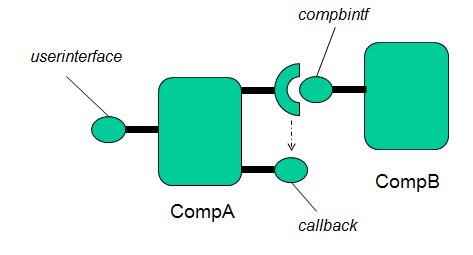 compbintf
userinterface
CompB
CompA
callback